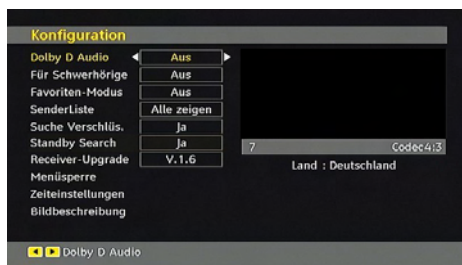 Konfiguration
Dolby D Audio Aus
Für Schwerhörige Aus
Favoriten-Modus Aus
SenderListe Alle zeigen
Suche Verschlüs. Ja
Standby Search Ja
Receiver-Upgrade V.1.6
Menüsperre
Zeiteinstellungen
Bildbeschreibung
7 Codec4:3
Land : Deutschland
Dolby D Audio